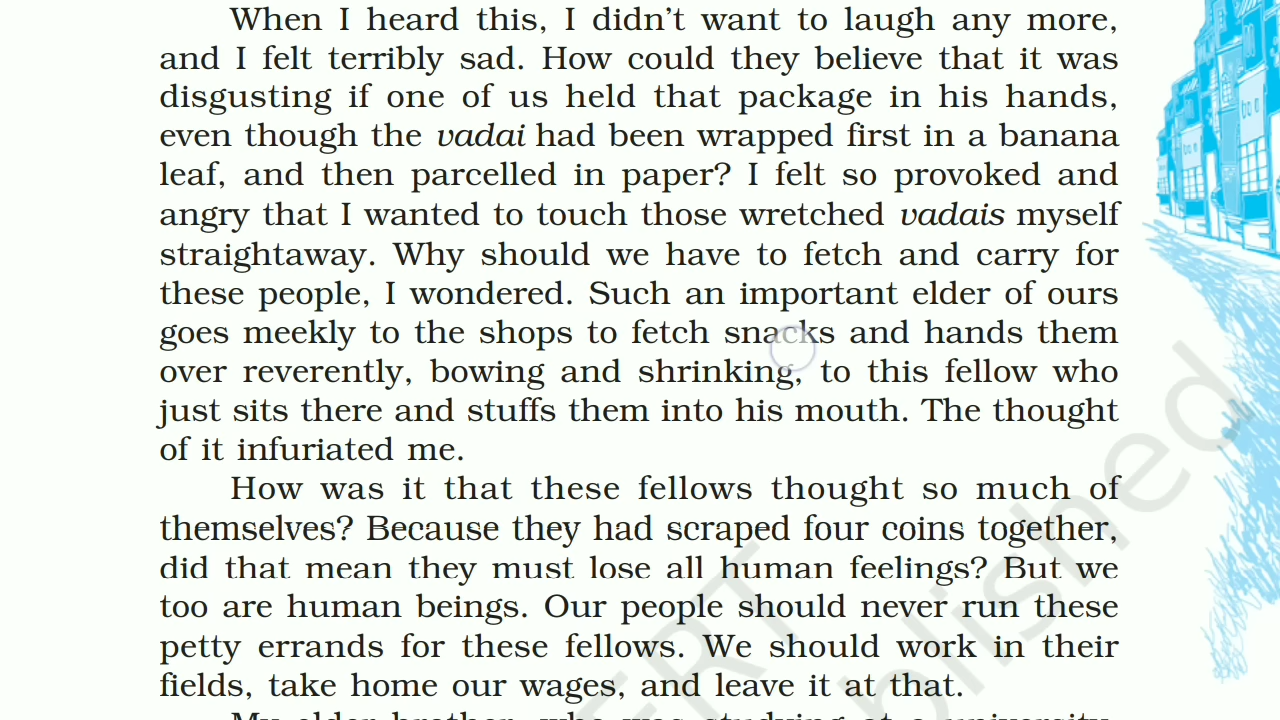 When I heard this, I didn't want to laugh any more,
and I felt terribly sad. How could they believe that it was
disgusting if one of us held that package in his hands,
even though the vadai had been wrapped first in a banana
leaf, and then parcelled in paper? I felt so provoked and
angry that I wanted to touch those wretched vadais myself
straightaway. Why should we have to fetch and carry for
these people, I wondered. Such an important elder of ours
goes meekly to the shops to fetch snacks and hands them
over reverently, bowing and shrinking, to this fellow who
just sits there and stuffs them into his mouth. The thought
of it infuriated me.
How was it that these fellows thought so much of
themselves? Because they had scraped four coins together,
did that mean they must lose all human feelings? But we
too are human beings. Our people should never run these
petty errands for these fellows. We should work in their
fields, take home our wages, and leave it at that.
My elder brother, who was studying at a university,